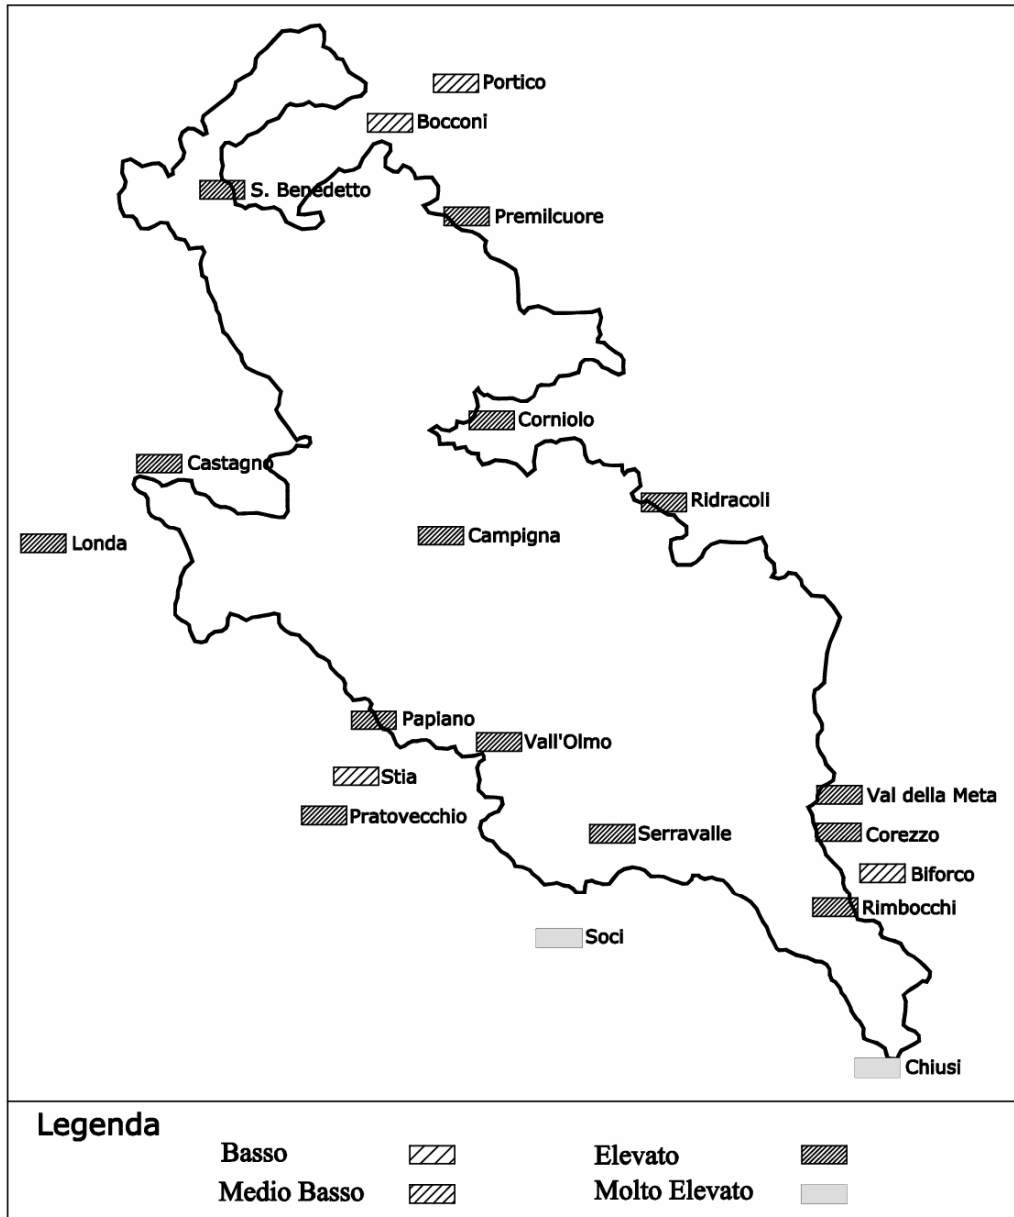 Portico
Bocconi
S. Benedetto
Premilcuore
Corniolo
Castagno
Ridracoli
Londa
Campigna
Papiano
Vall'Olmo
Stia
Val della Meta
Pratovecchio
Serravalle
Corezzo
Biforco
Rimbocchi
Soci
Chiusi
Legenda
Basso
Elevato
Medio Basso
Molto Elevato